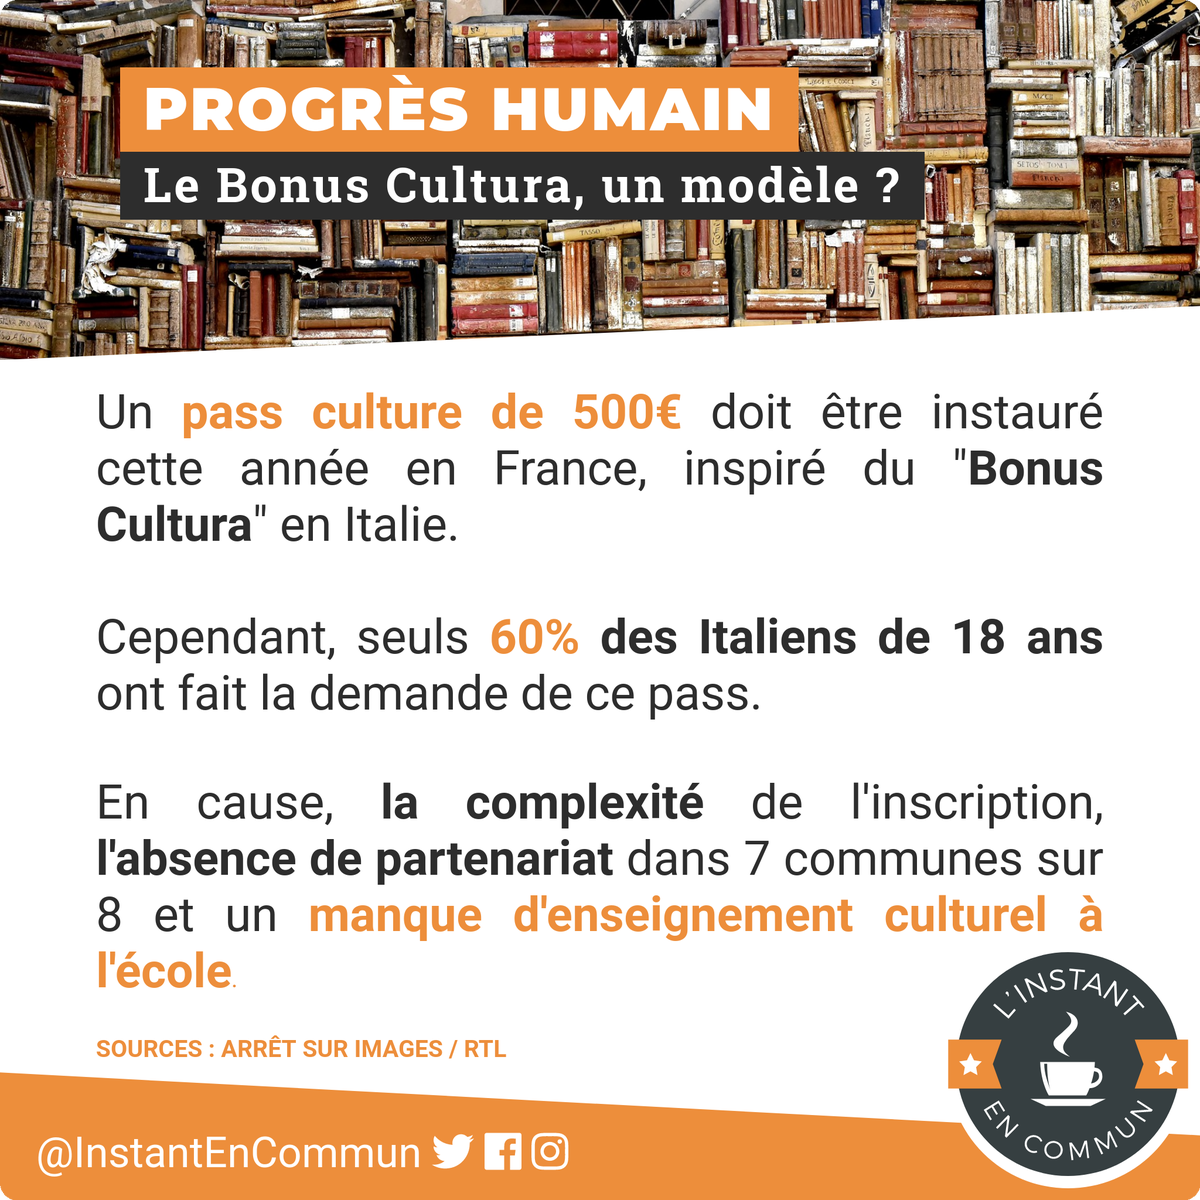 PROGRÈS HUMAIN
Le Bonus Cultura, un modèle ?
Un pass culture de 500€ doit être instauré
cette année en France, inspiré du "Bonus
Cultura" en Italie.
Cependant, seuls 60% des Italiens de 18 ans
ont fait la demande de ce pass.
En cause, la complexité de l'inscription,
l'absence de partenariat dans 7 communes sur
8 et un manque d'enseignement culturel à
l'école.
SOURCES : ARRÊT SUR IMAGES / RTL
L'INSTANT
EN COMMUN
@InstantEnCommun